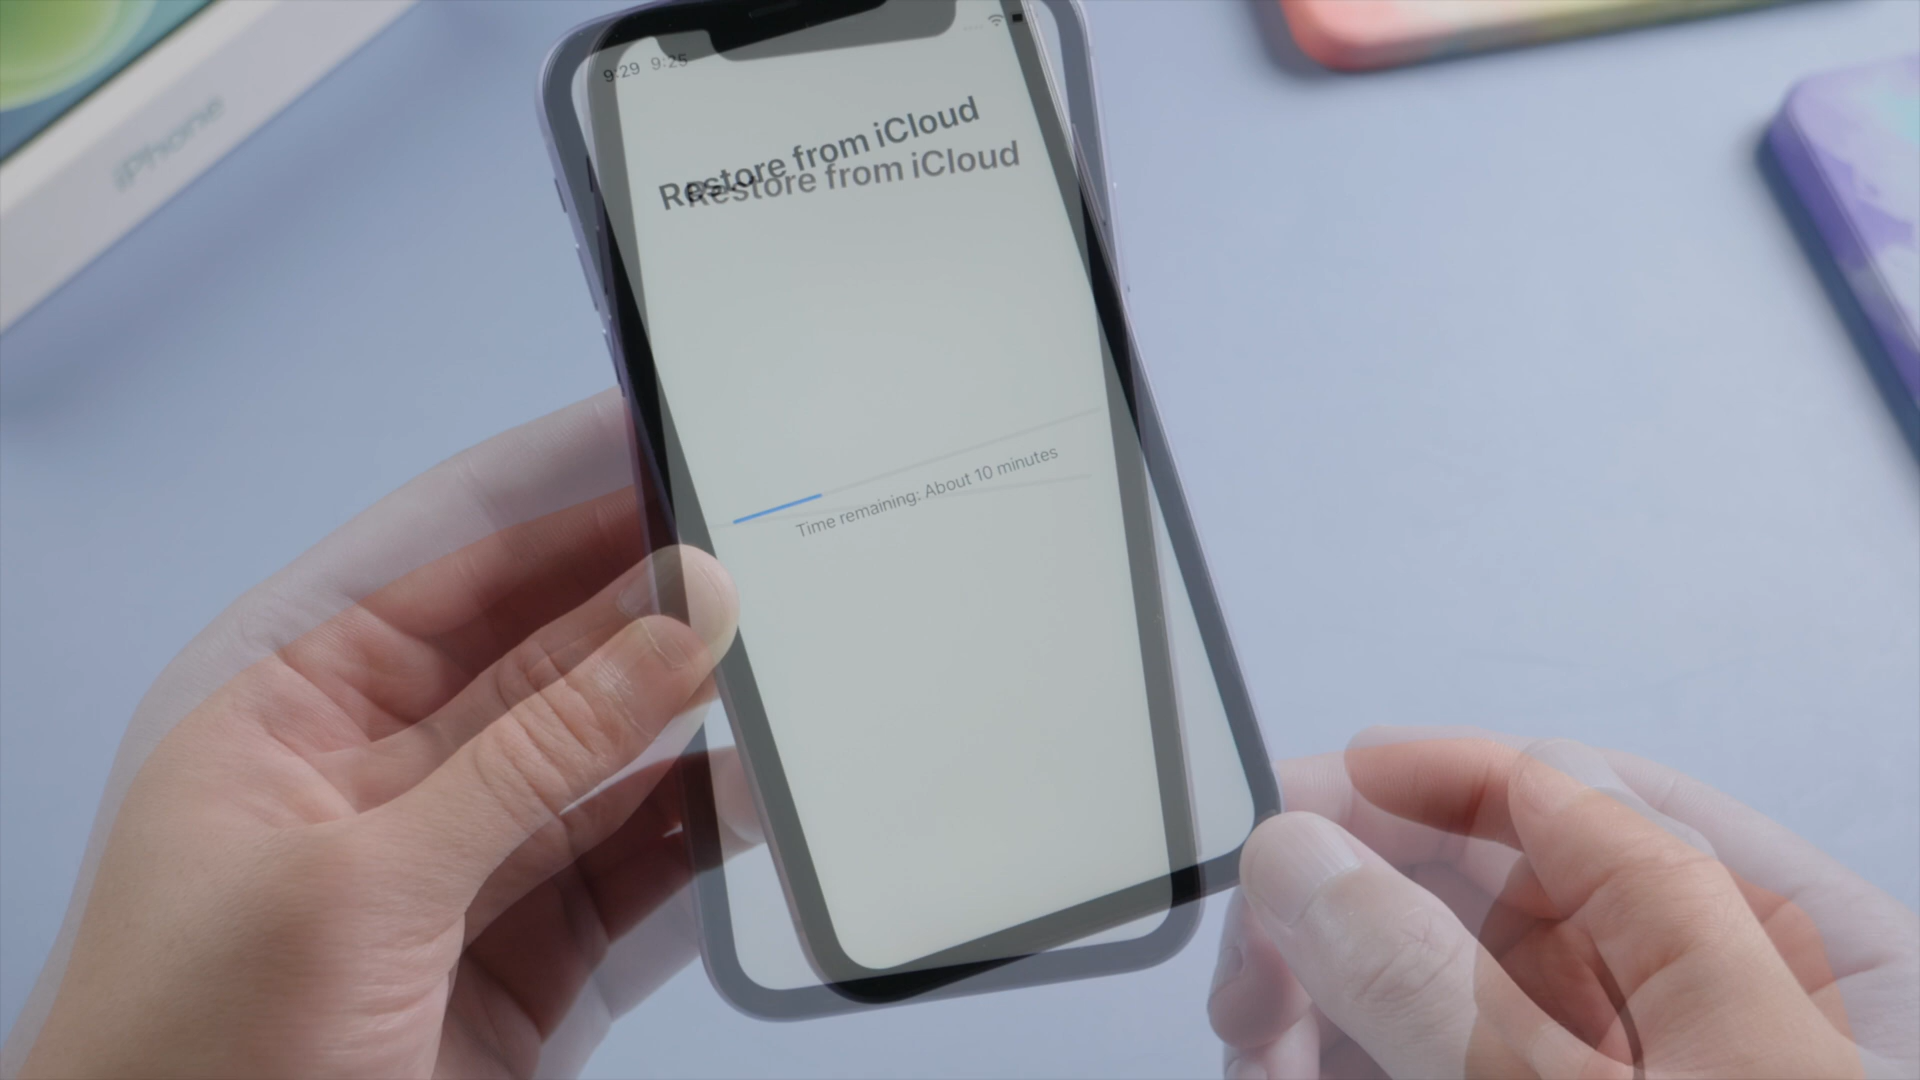 iPhone
9:29 9:25
Restore from iCloud
Restore from iCloud
Time remaining: About 10 minutes